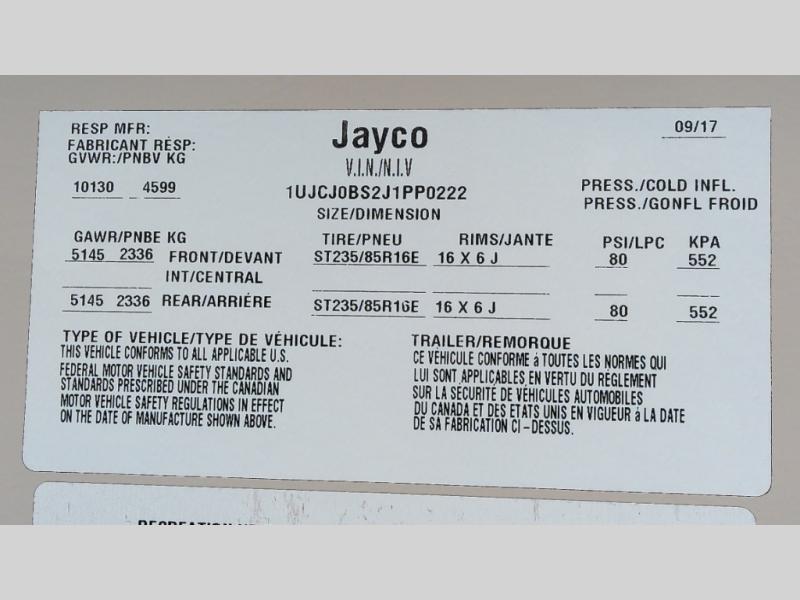 RESP MFR:
FABRICANT RÉSP:
GVWR:/PNBV KG
Jayco
09/17
V.I.N./N.I.V
10130 4599
1UJCJ0BS2J1PP0222
PRESS./COLD INFL.
PRESS./GONFL FROID
SIZE/DIMENSION
GAWR/PNBE KG TIRE/PNEU RIMS/JANTE PSI/LPC KPA
5145 2336 FRONT/DEVANT ST235/85R16E 16 X 6 J 80 552
INT/CENTRAL
5145 2336 REAR/ARRIÉRE ST235/85R16E 16 X 6 J 80 552
TYPE OF VEHICLE/TYPE DE VÉHICULE: TRAILER/REMORQUE
THIS VEHICLE CONFORMS TO ALL APPLICABLE U.S.
FEDERAL MOTOR VEHICLE SAFETY STANDARDS AND
STANDARDS PRESCRIBED UNDER THE CANADIAN
MOTOR VEHICLE SAFETY REGULATIONS IN EFFECT
ON THE DATE OF MANUFACTURE SHOWN ABOVE.
CE VÉHICULE CONFORME á TOUTES LES NORMES QUI
LUI SONT APPLICABLES EN VERTU DU RÉGLEMENT
SUR LA SÉCURITÉ DE VÉHICULES AUTOMOBILES
DU CANADA ET DES ETATS UNIS EN VIGUEUR á LA DATE
DE SA FABRICATION CI-DESSUS.